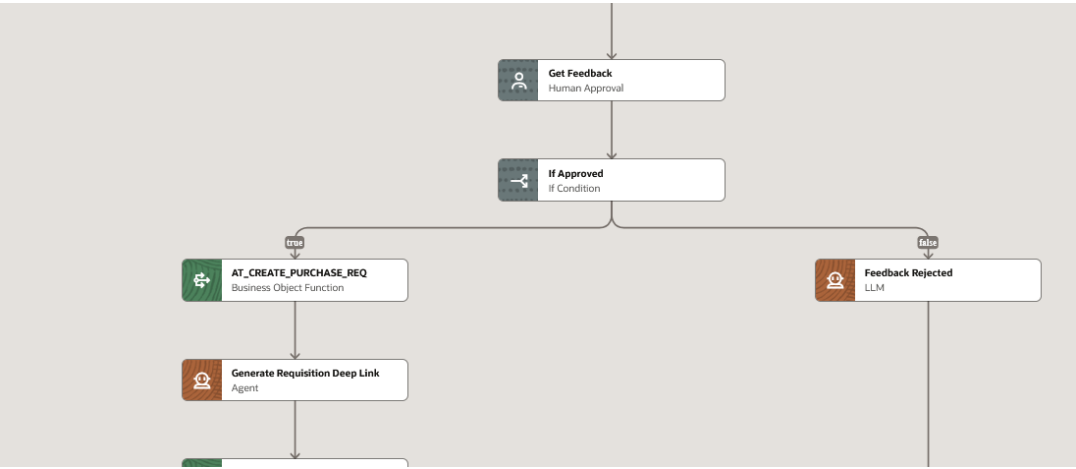 Get Feedback
Human Approval
If Approved
If Condition
true
false
AT_CREATE_PURCHASE_REQ
Business Object Function
Feedback Rejected
LLM
Generate Requisition Deep Link
Agent